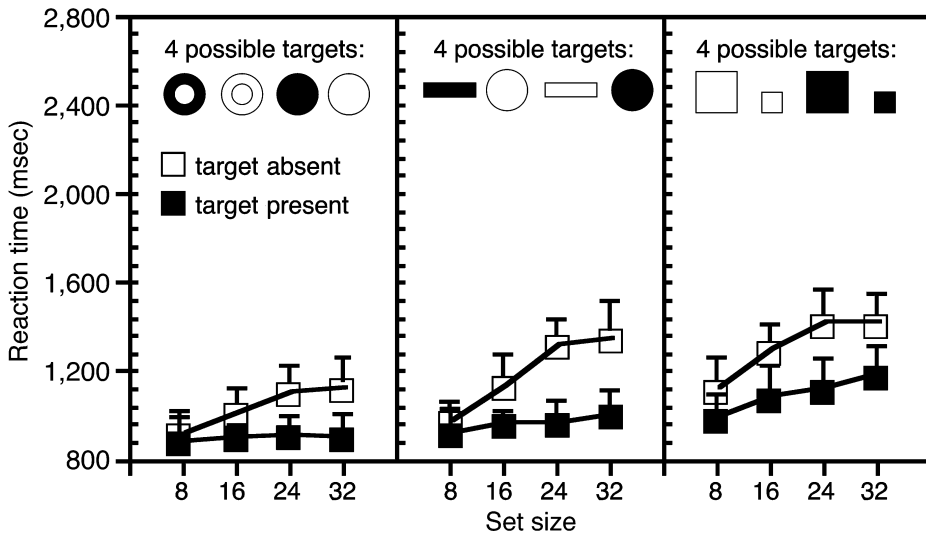 Reaction time (msec)
2,800
2,400
2,000
1,600
1,200
800
4 possible targets:
target absent
target present
8 16 24 32
4 possible targets:
8 16 24 32
4 possible targets:
8 16 24 32
Set size